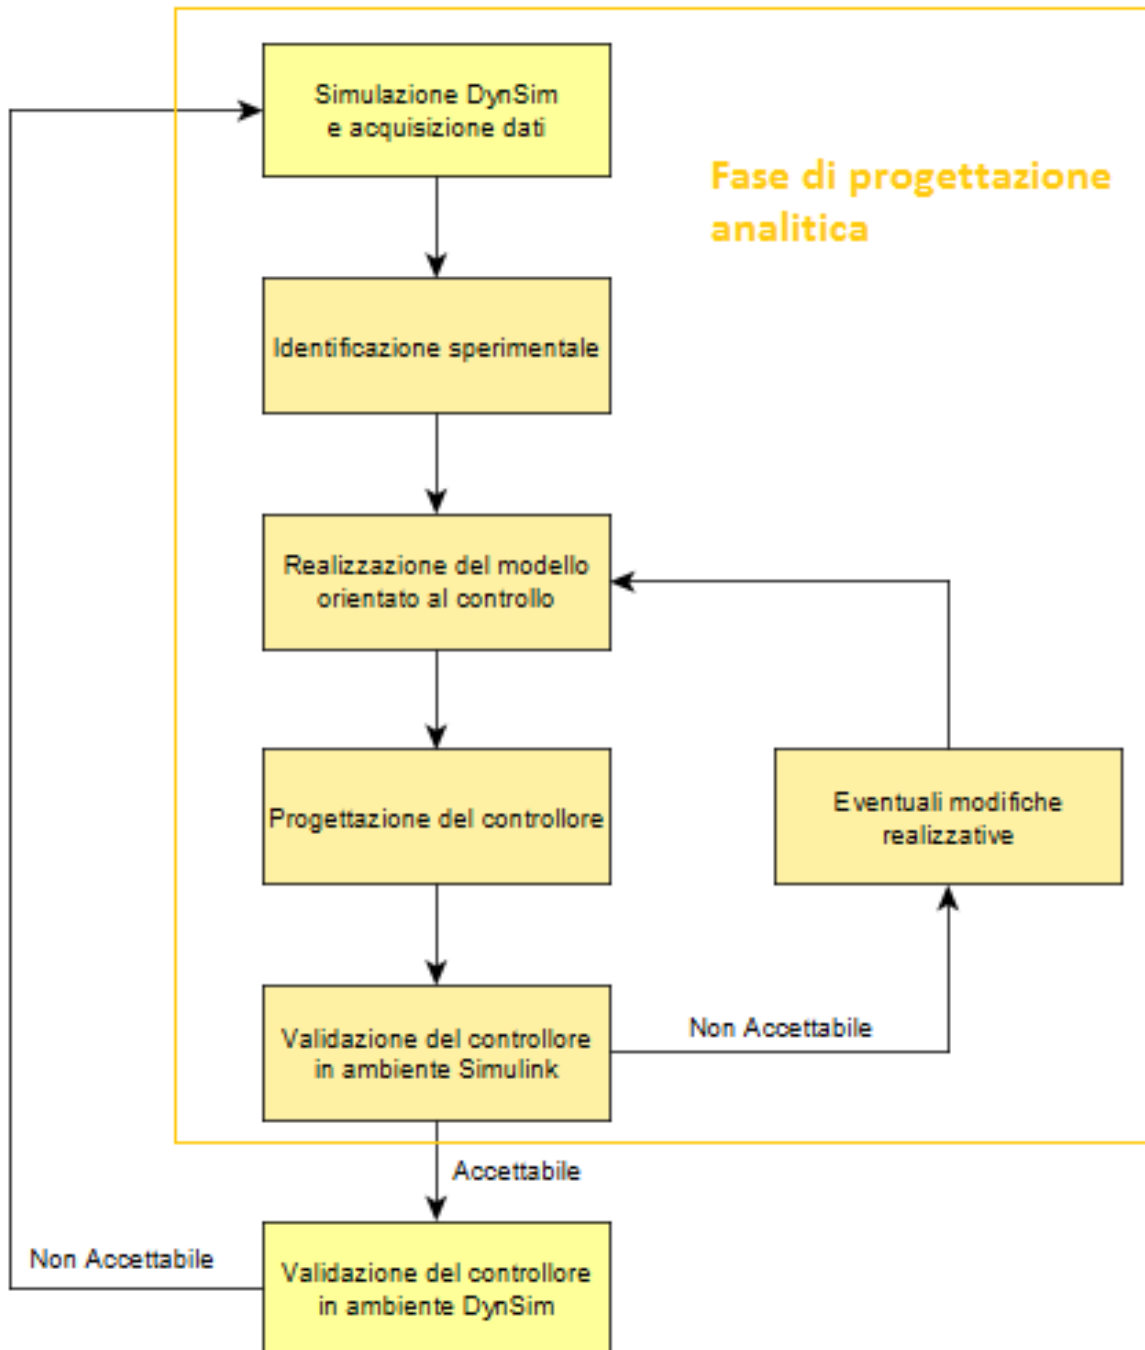 Simulazione DynSim
e acquisizione dati
Fase di progettazione
analitica
Identificazione sperimentale
Realizzazione del modello
orientato al controllo
Progettazione del controllore
Eventuali modifiche
realizzative
Validazione del controllore
in ambiente Simulink
Non Accettabile
Accettabile
Non Accettabile
Validazione del controllore
in ambiente DynSim